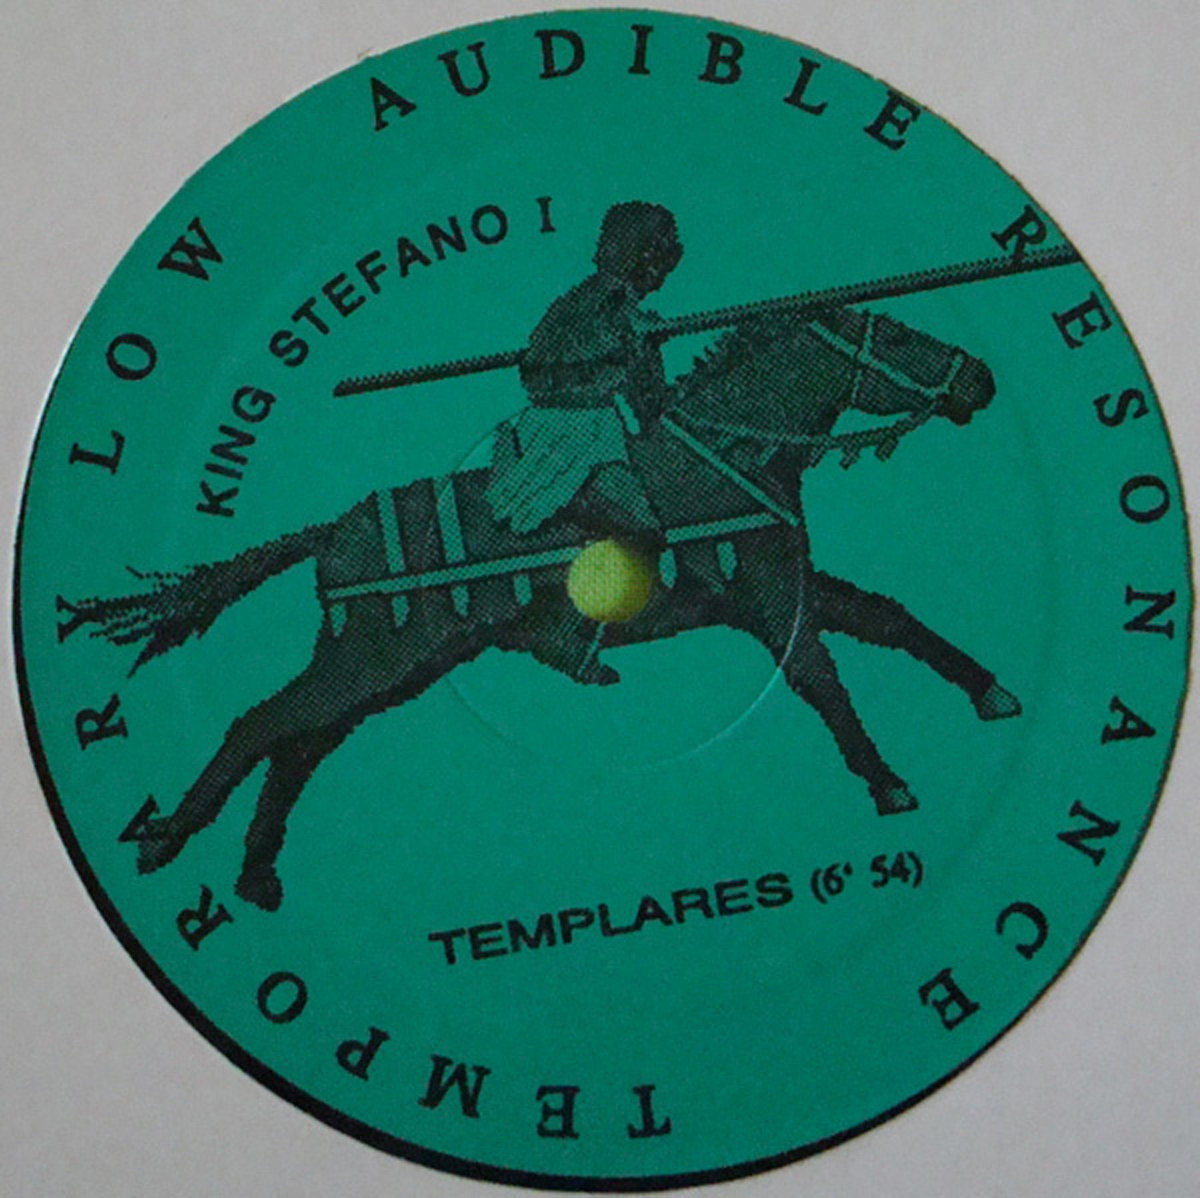 TEMPORARY LOW AUDIBLE RESONANCE
KING STEFANO I
TEMPLARES (6' 54)